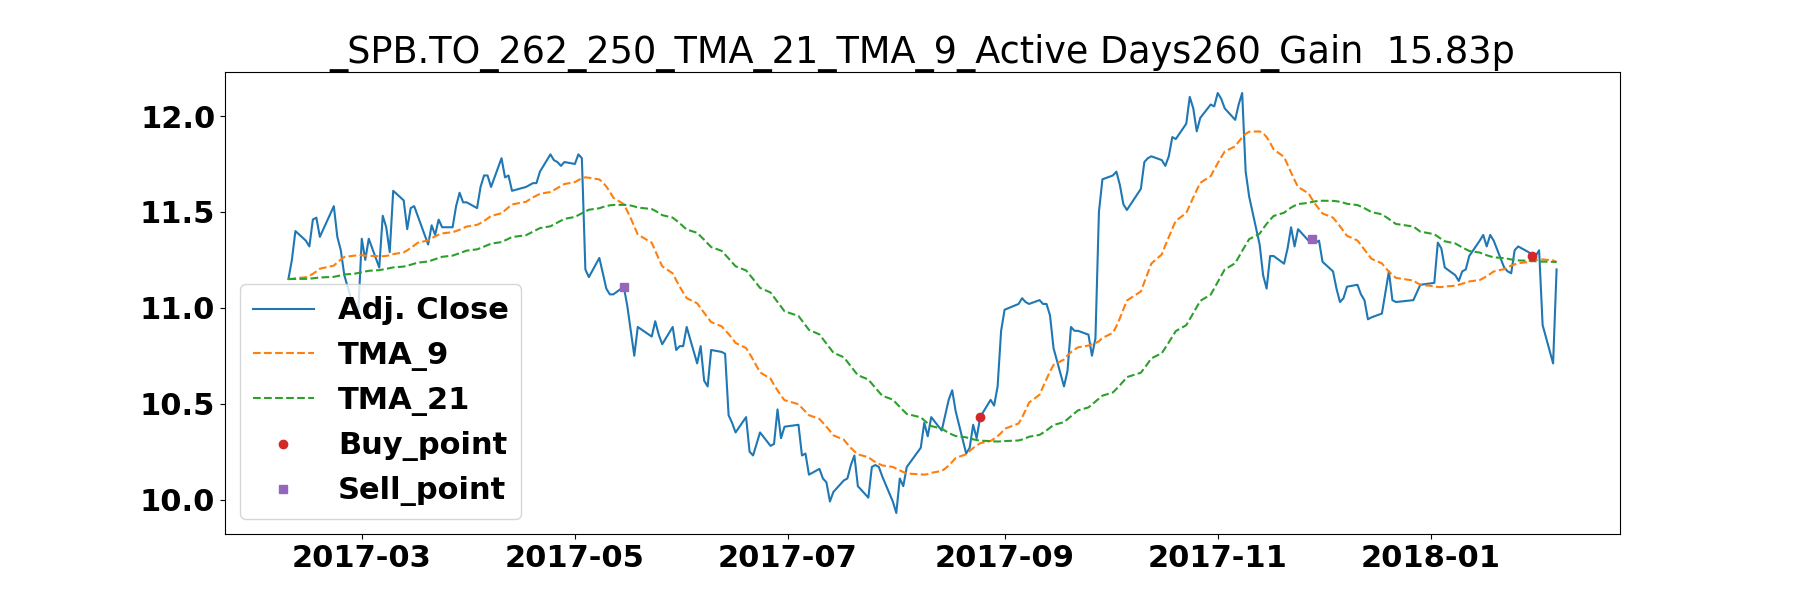 _SPB.TO_262_250_TMA_21_TMA_9_Active Days260_Gain  15.83p
12.0
11.5
11.0
10.5
10.0
Adj. Close
TMA_9
TMA_21
Buy_point
Sell_point
2017-03 2017-05 2017-07 2017-09 2017-11 2018-01